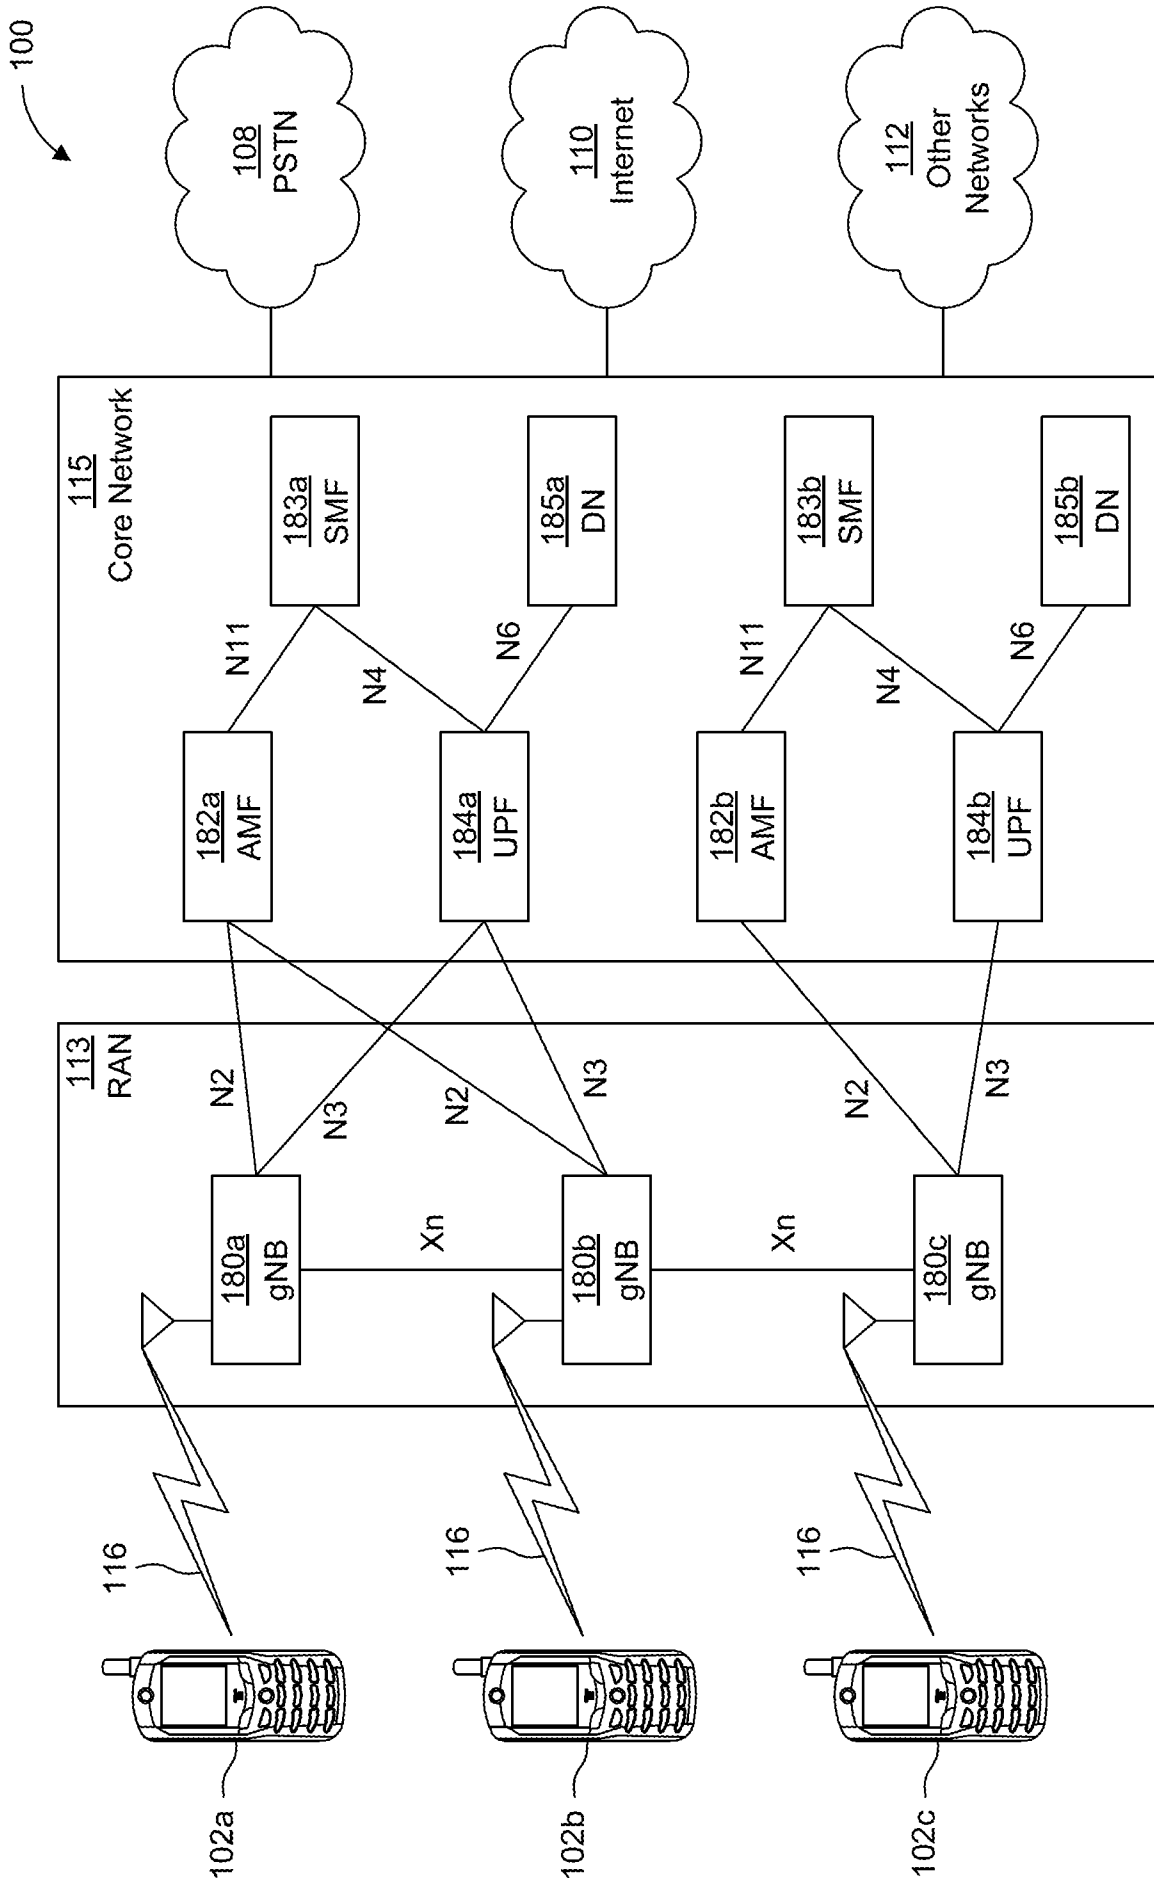 100
102a
102b
102c
116
116
116
113
RAN
180a
gNB
180b
gNB
180c
gNB
Xn
Xn
N2
N3
N2
N3
N2
N3
115
Core Network
182a
AMF
184a
UPF
182b
AMF
184b
UPF
N11
N4
N6
N11
N4
N6
183a
SMF
185a
DN
183b
SMF
185b
DN
108
PSTN
110
Internet
112
Other
Networks